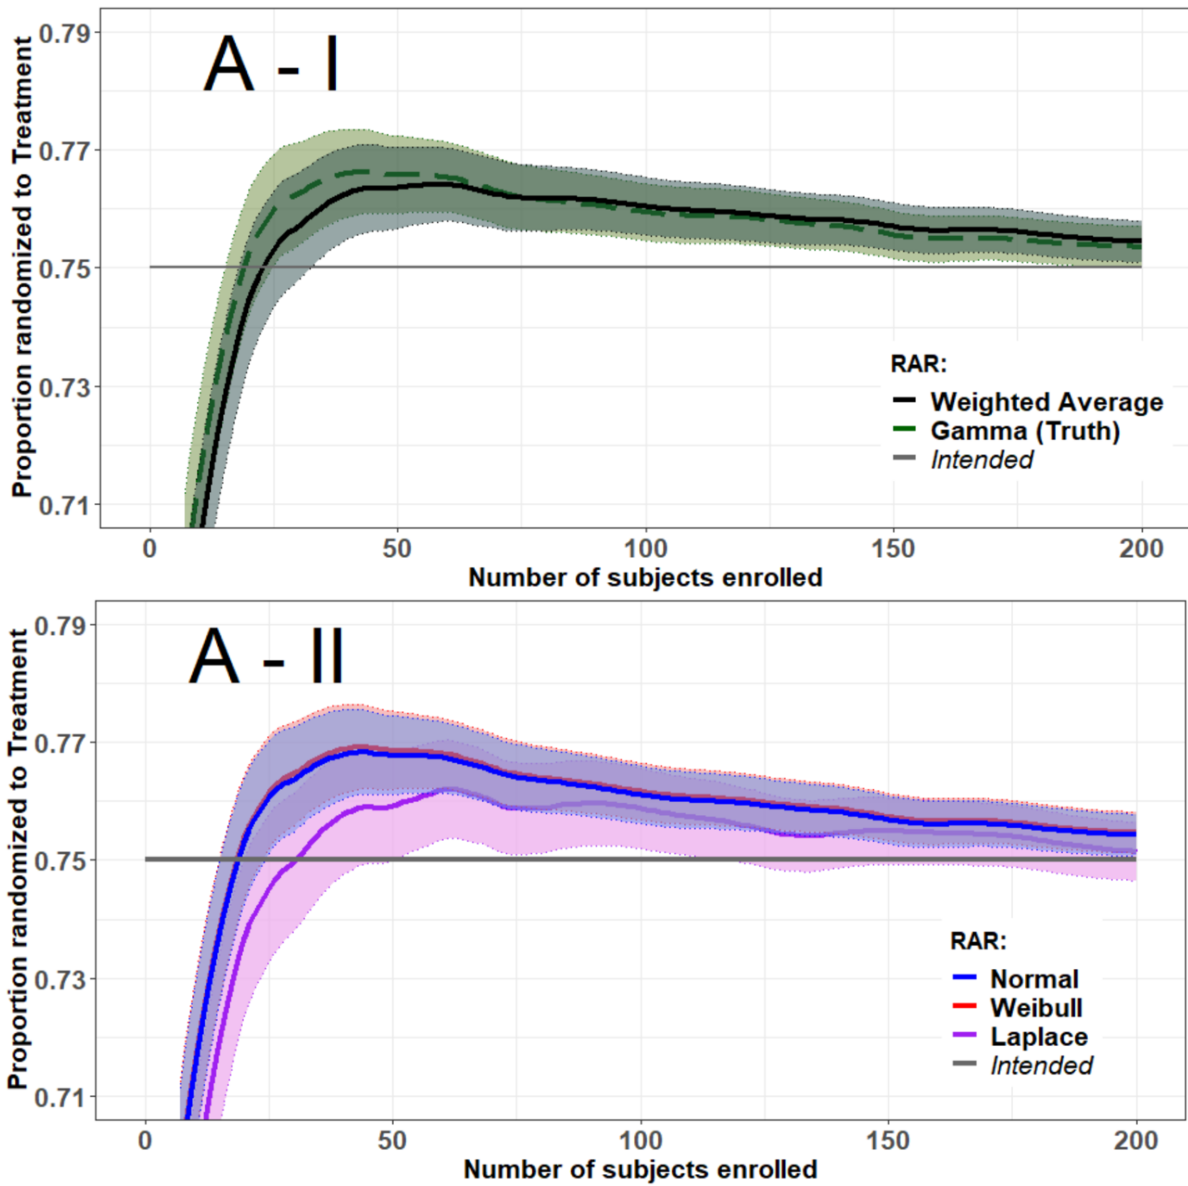 A - I
Proportion randomized to Treatment
0.79
0.77
0.75
0.73
0.71
RAR:
Weighted Average
Gamma (Truth)
Intended
0 50 100 150 200
Number of subjects enrolled
A - II
Proportion randomized to Treatment
0.79
0.77
0.75
0.73
0.71
RAR:
Normal
Weibull
Laplace
Intended
0 50 100 150 200
Number of subjects enrolled